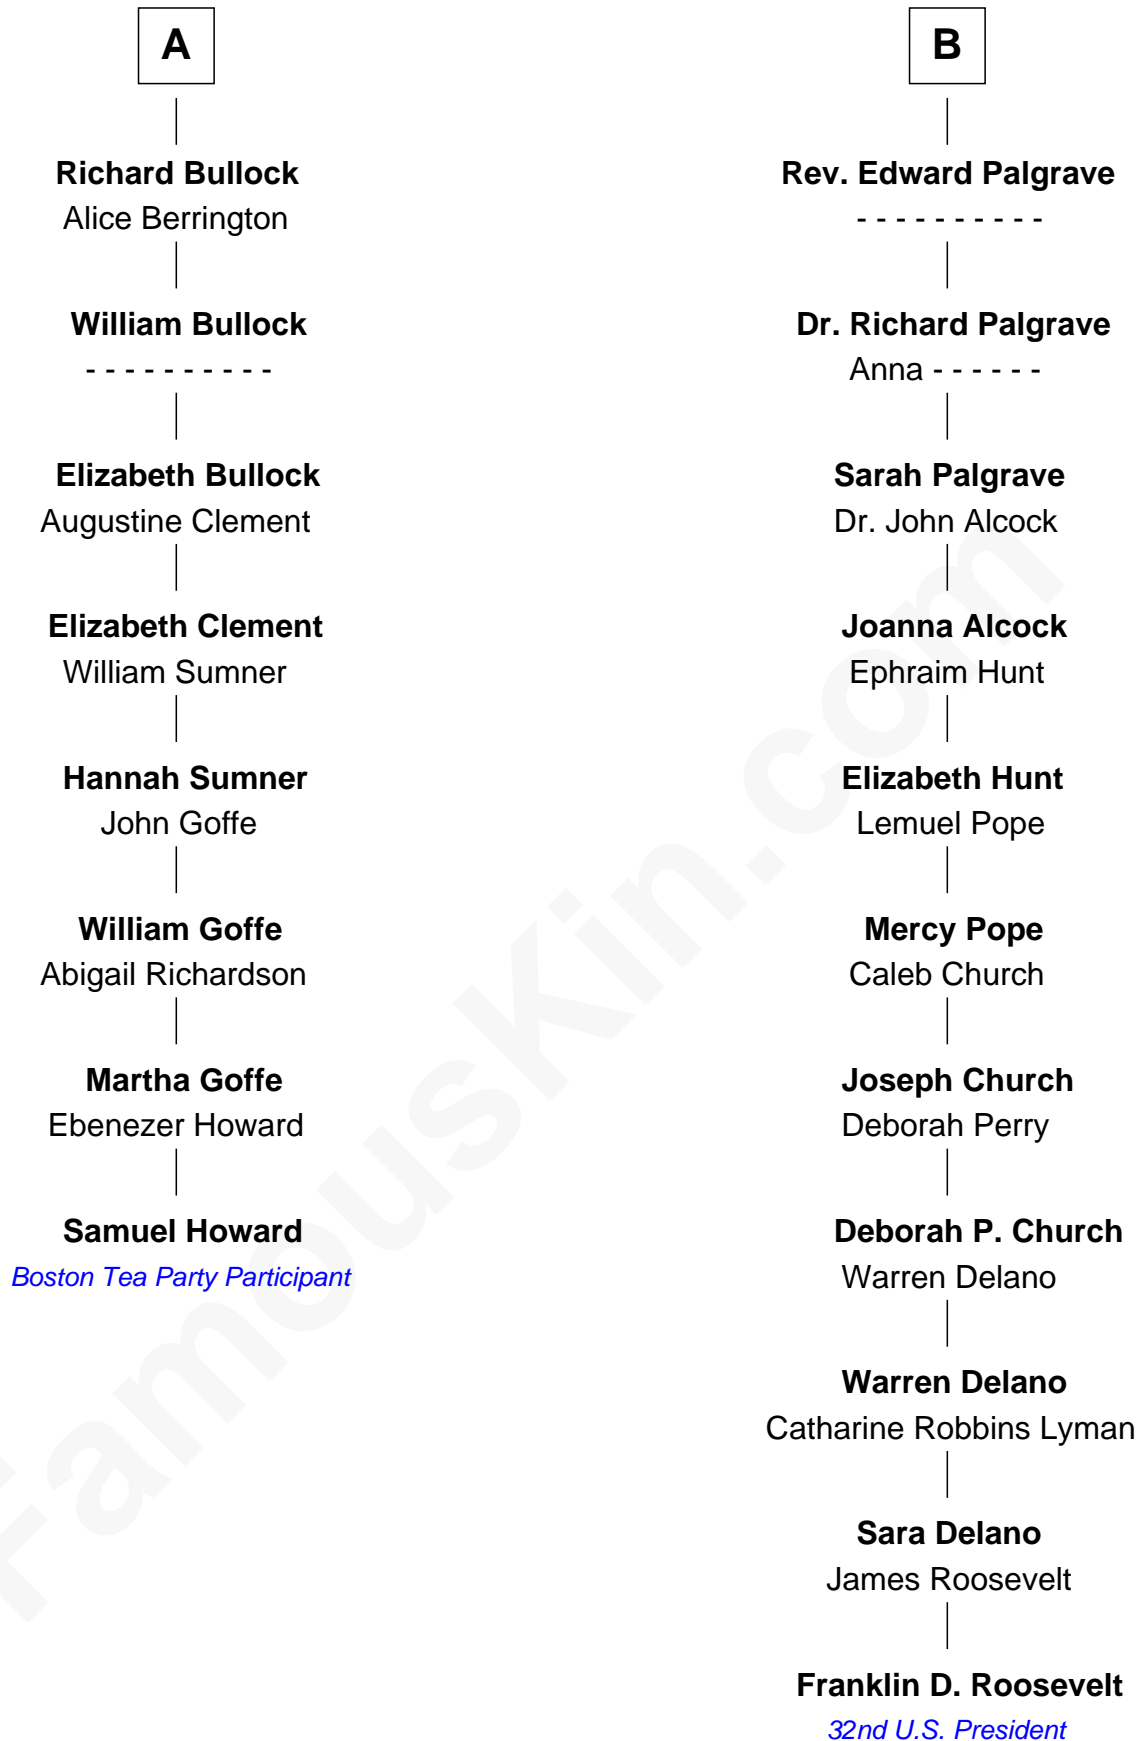 A
Richard Bullock
Alice Berrington
William Bullock
- - - - - - - - - -
Elizabeth Bullock
Augustine Clement
Elizabeth Clement
William Sumner
Hannah Sumner
John Goffe
William Goffe
Abigail Richardson
Martha Goffe
Ebenezer Howard
Samuel Howard
Boston Tea Party Participant
B
Rev. Edward Palgrave
- - - - - - - - - -
Dr. Richard Palgrave
Anna - - - - - -
Sarah Palgrave
Dr. John Alcock
Joanna Alcock
Ephraim Hunt
Elizabeth Hunt
Lemuel Pope
Mercy Pope
Caleb Church
Joseph Church
Deborah Perry
Deborah P. Church
Warren Delano
Warren Delano
Catharine Robbins Lyman
Sara Delano
James Roosevelt
Franklin D. Roosevelt
32nd U.S. President
FamousKin.com